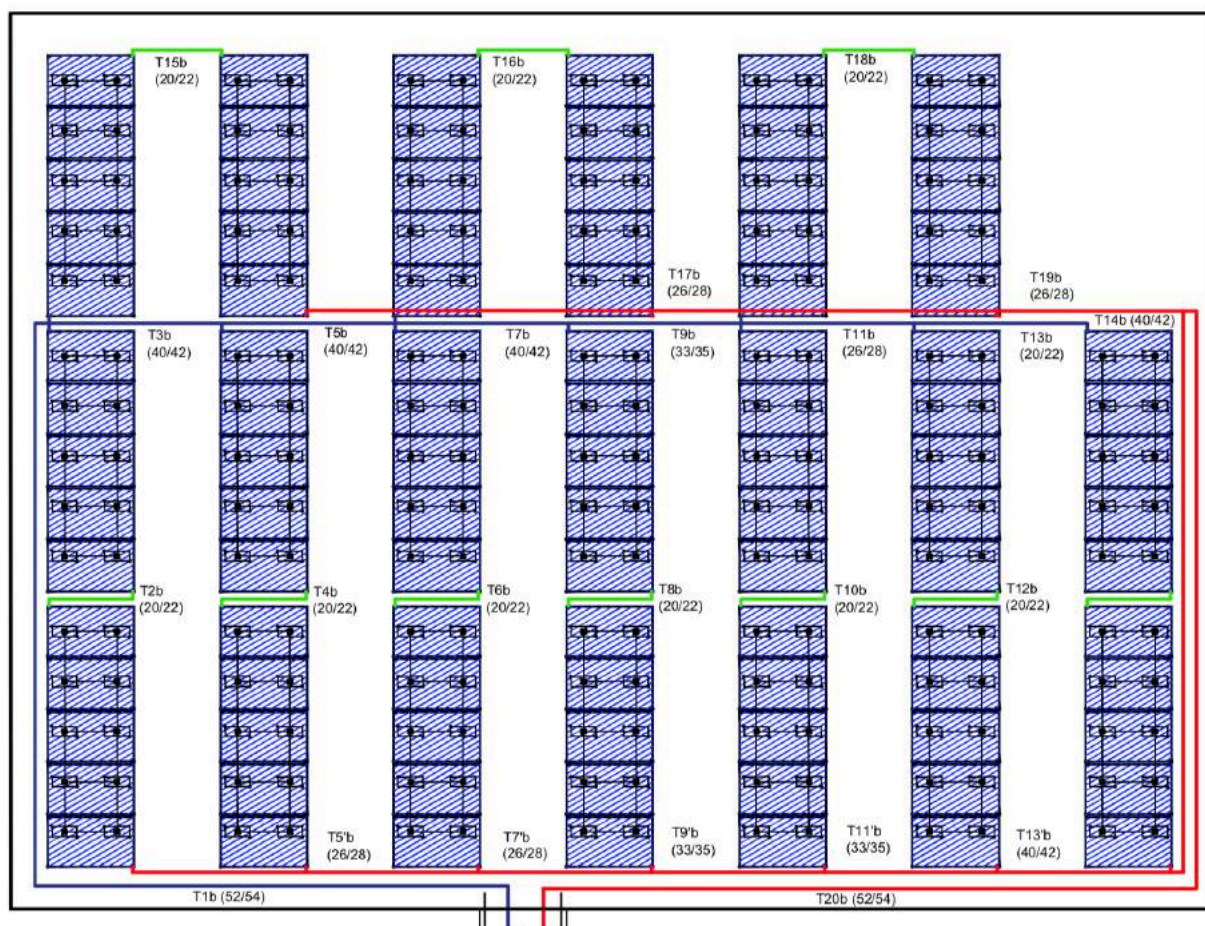 T15b
(20/22)
T16b
(20/22)
T18b
(20/22)
T17b
(26/28)
T19b
(26/28)
T3b
(40/42)
T5b
(40/42)
T7b
(40/42)
T9b
(33/35)
T11b
(26/28)
T13b
(20/22)
T14b (40/42)
T2b
(20/22)
T4b
(20/22)
T6b
(20/22)
T8b
(20/22)
T10b
(20/22)
T12b
(20/22)
T5'b
(26/28)
T7'b
(26/28)
T9'b
(33/35)
T11'b
(33/35)
T13'b
(40/42)
T1b (52/54)
T20b (52/54)